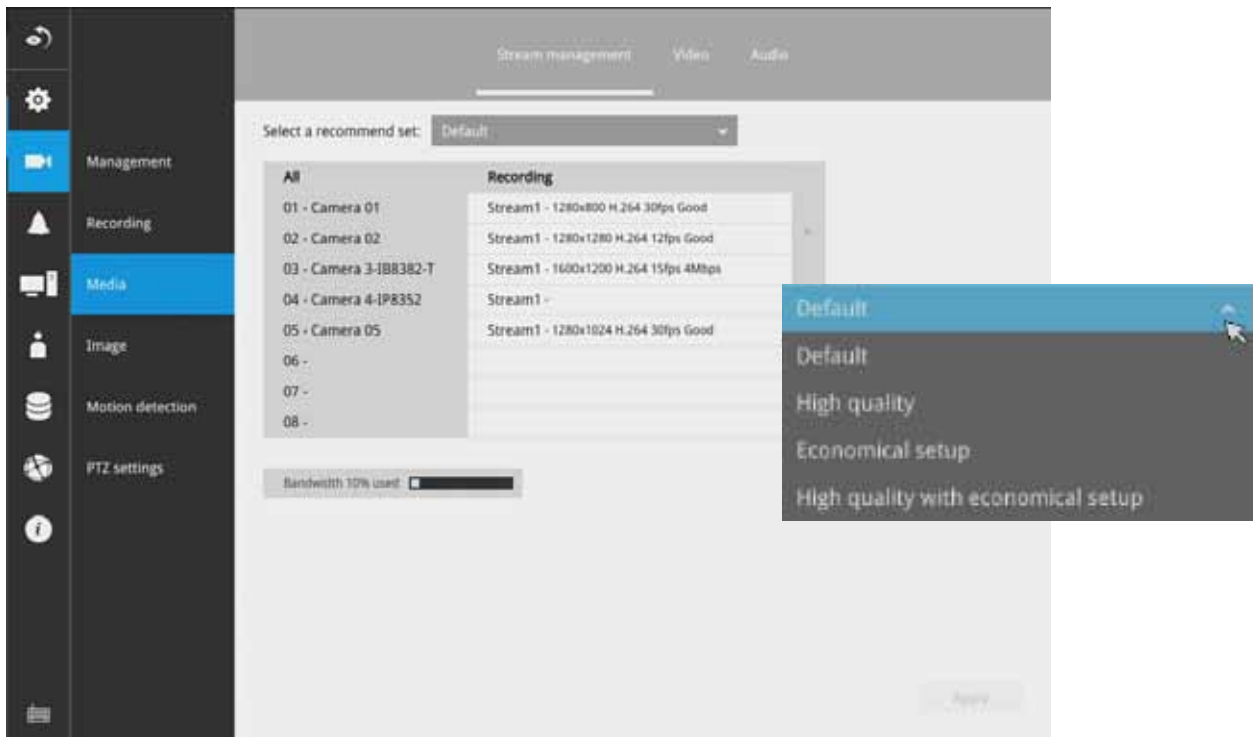 Stream management Video Audio
Select a recommend set: Default
Management
Recording
Media
Image
Motion detection
PTZ settings
All Recording
01 - Camera 01 Stream1 - 1280x800 H.264 30fps Good
02 - Camera 02 Stream1 - 1280x1280 H.264 12fps Good
03 - Camera 3-IB8382-T Stream1 - 1600x1200 H.264 15fps 4Mbps
04 - Camera 4-IP8352 Stream1 -
05 - Camera 05 Stream1 - 1280x1024 H.264 30fps Good
06 -
07 -
08 -
Bandwidth 10% used
Default
Default
High quality
Economical setup
High quality with economical setup
Apply